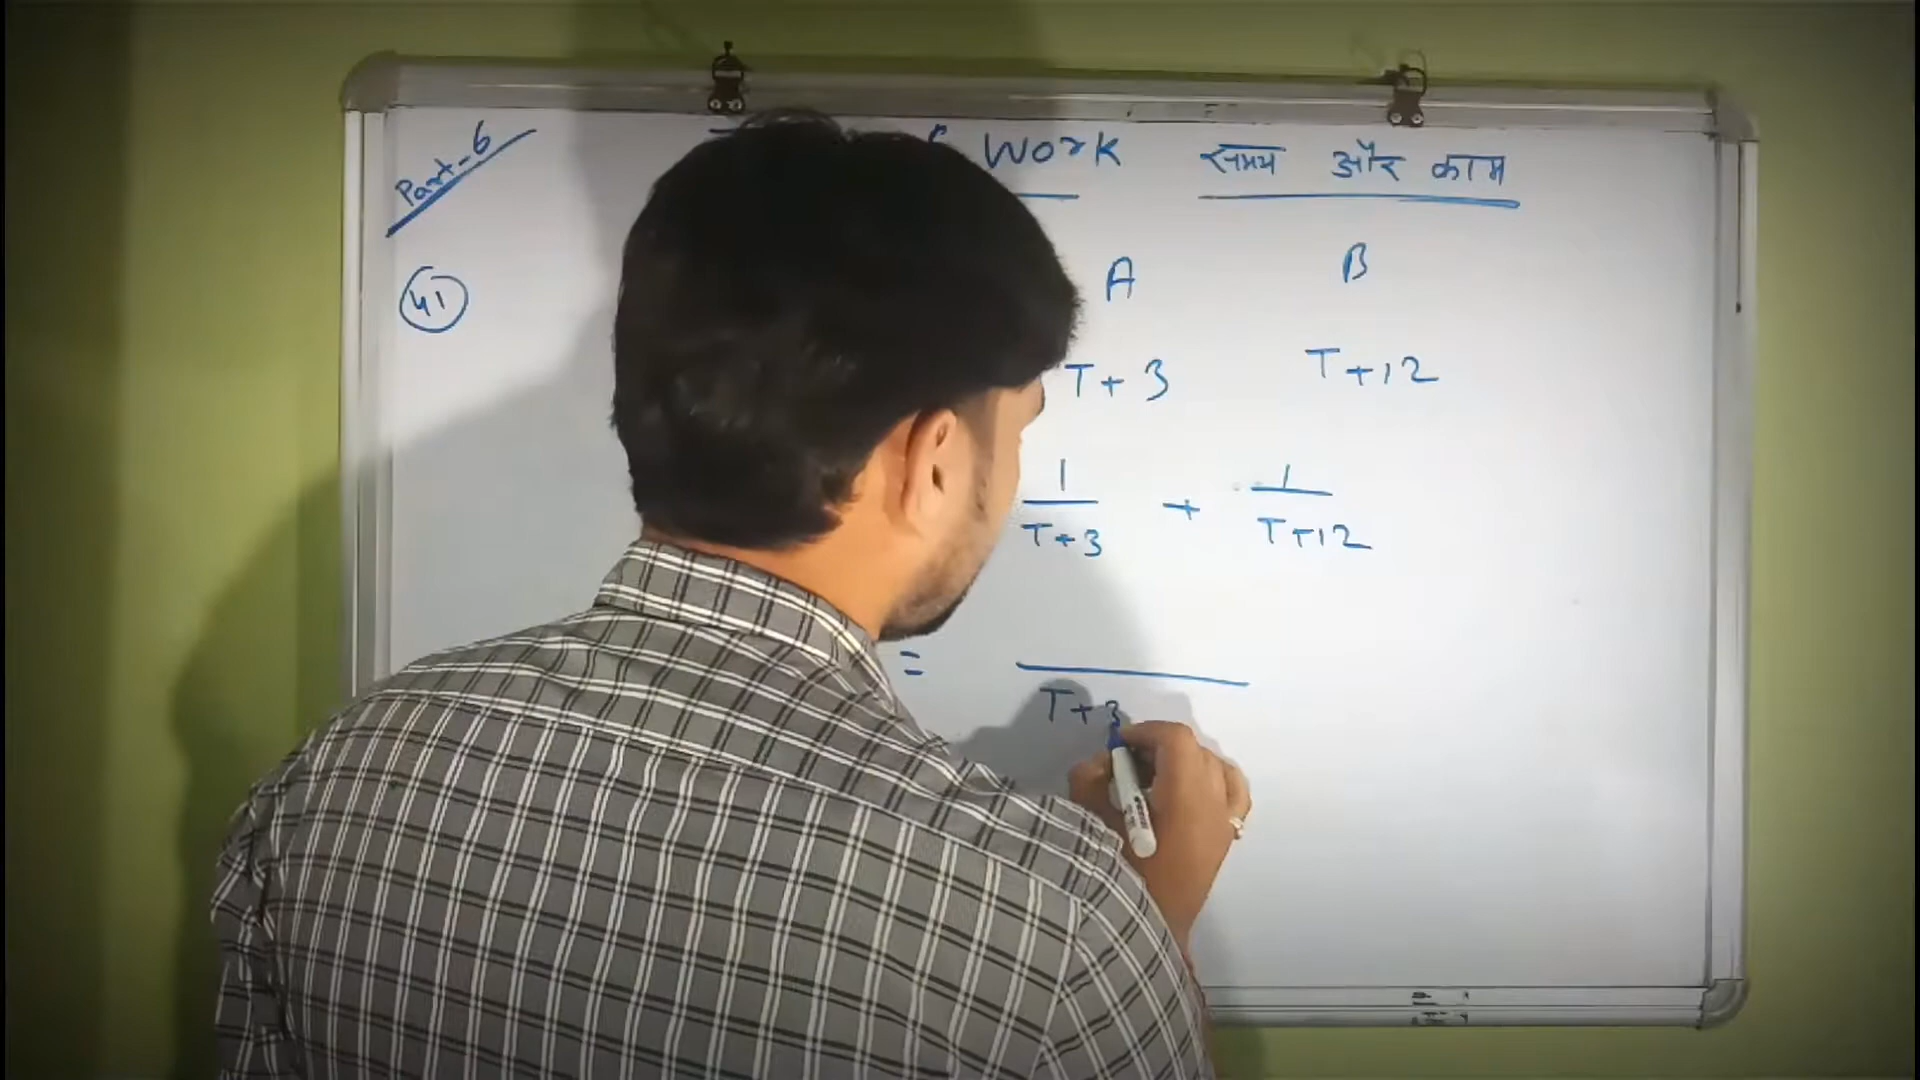 Part-6
Work समय और काम
41
A B
T+3 T+12
1/T+3 + 1/T+12
=
T+3